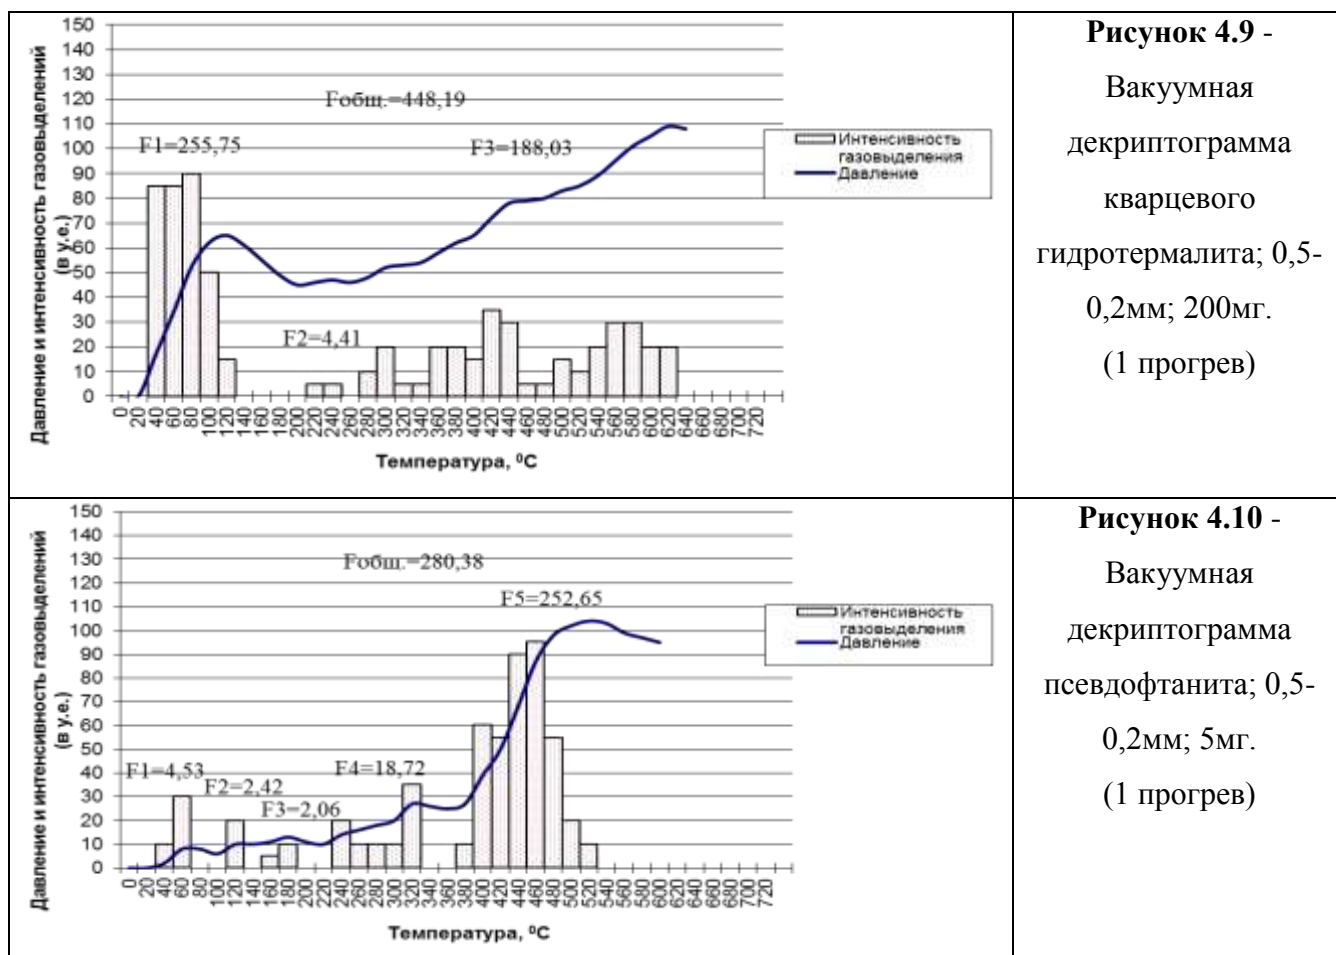 150
140
130
120
110
100
90
80
70
60
50
40
30
20
10
0
Давление и интенсивность газовыделений
(в у.е.)
Fобщ.=448,19
F1=255,75
F3=188,03
F2=4,41
Интенсивность
газовыделения
Давление
0 20 40 60 80 100 120 140 160 180 200 220 240 260 280 300 320 340 360 380 400 420 440 460 480 500 520 540 560 580 600 620 640 660 680 700 720
Температура, ⁰С
Рисунок 4.9 -
Вакуумная
декриптограмма
кварцевого
гидротермалита; 0,5-
0,2мм; 200мг.
(1 прогрев)
150
140
130
120
110
100
90
80
70
60
50
40
30
20
10
0
Давление и интенсивность газовыделений
(в у.е.)
Fобщ.=280,38
F5=252,65
F1=4,53
F2=2,42
F3=2,06
F4=18,72
Интенсивность
газовыделения
Давление
0 20 40 60 80 100 120 140 160 180 200 220 240 260 280 300 320 340 360 380 400 420 440 460 480 500 520 540 560 580 600 620 640 660 680 700 720
Температура, ⁰С
Рисунок 4.10 -
Вакуумная
декриптограмма
псевдофтанита; 0,5-
0,2мм; 5мг.
(1 прогрев)